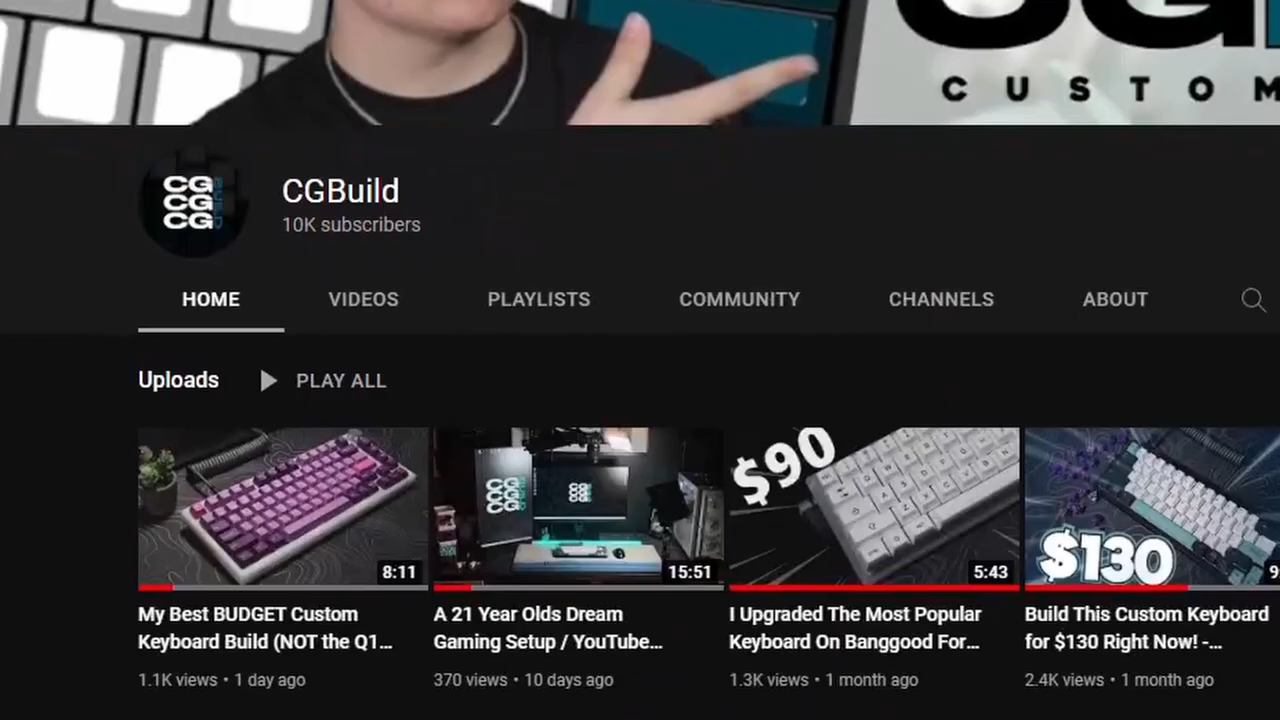 CUSTOM
CG
CG
CG
BUILD
CGBuild
10K subscribers
HOME
VIDEOS
PLAYLISTS
COMMUNITY
CHANNELS
ABOUT
Uploads
PLAY ALL
$90
$130
8:11
15:51
5:43
My Best BUDGET Custom
Keyboard Build (NOT the Q1...
1.1K views • 1 day ago
A 21 Year Olds Dream
Gaming Setup / YouTube...
370 views • 10 days ago
I Upgraded The Most Popular
Keyboard On Banggood For...
1.3K views • 1 month ago
Build This Custom Keyboard
for $130 Right Now! -...
2.4K views • 1 month ago